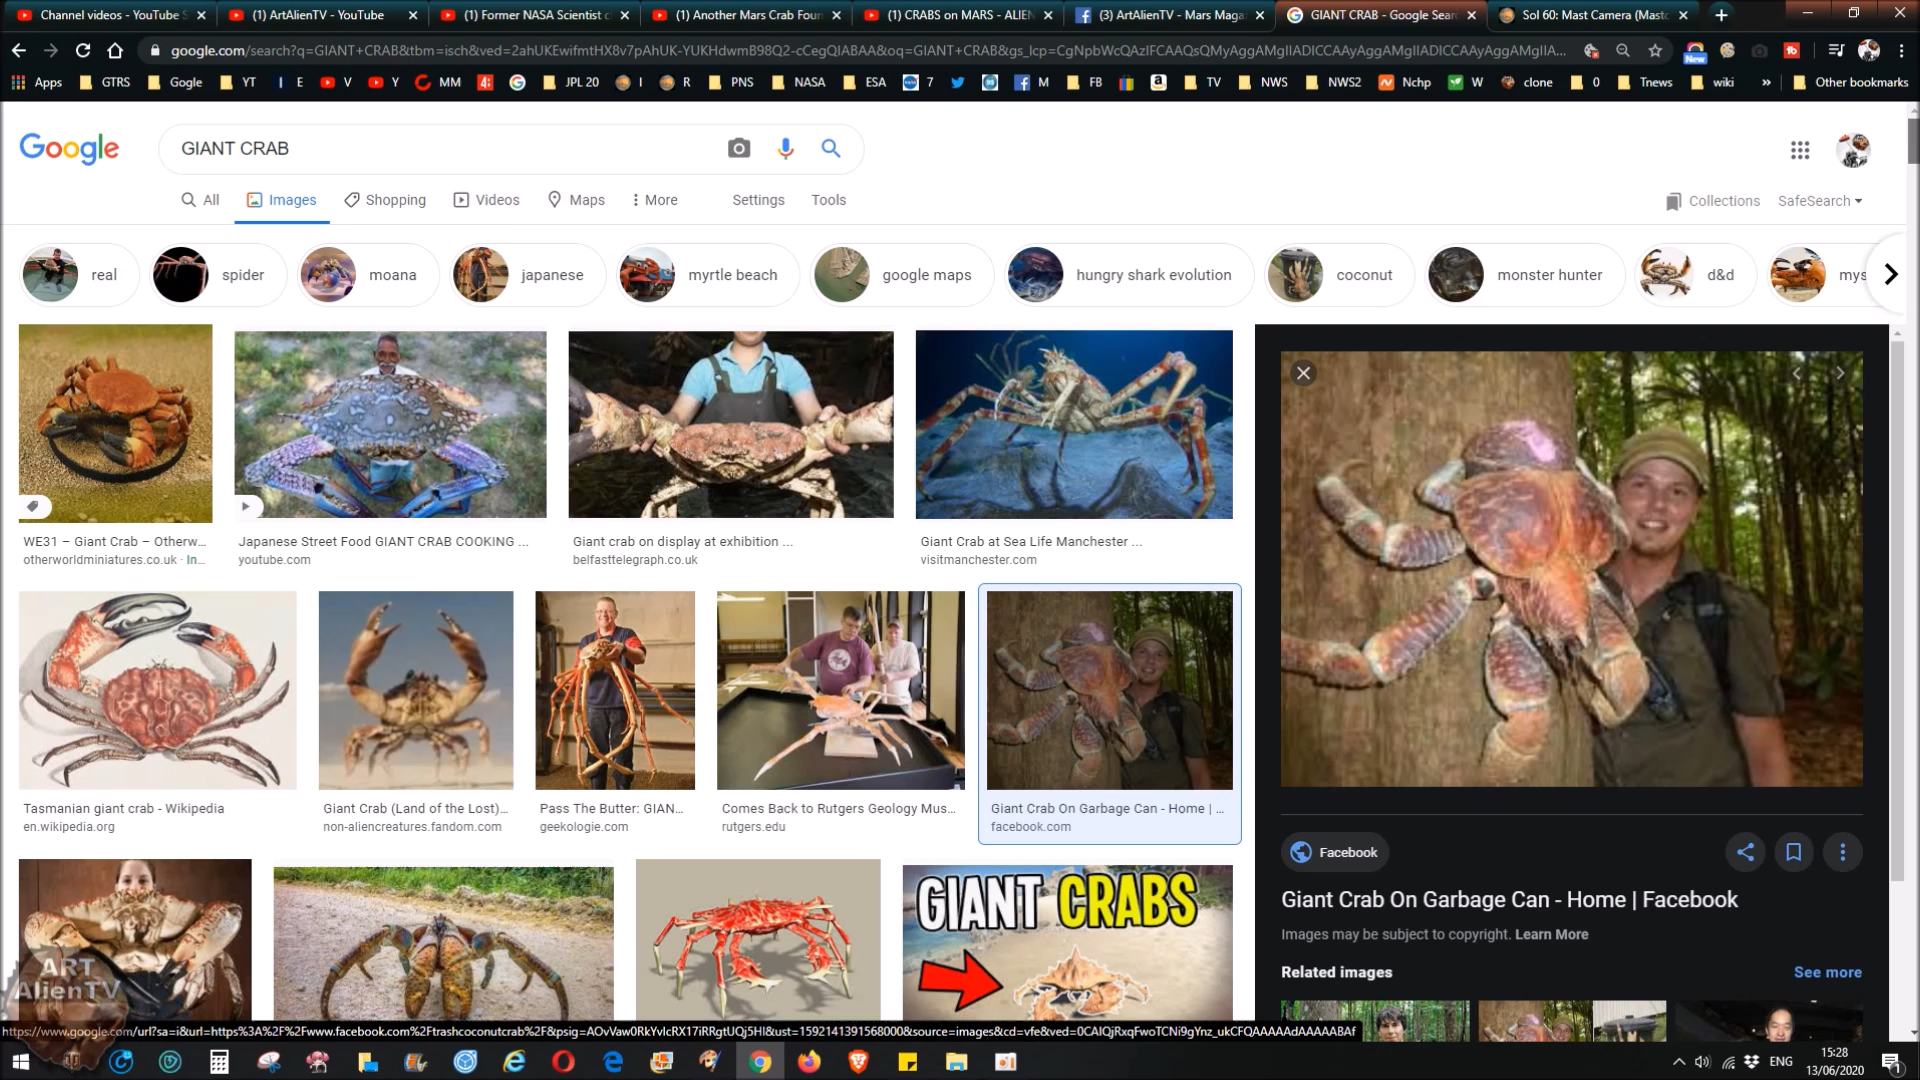 Channel videos - YouTube S
(1) ArtAlienTV - YouTube
(1) Former NASA Scientist c
(1) Another Mars Crab Foun
(1) CRABS on MARS - ALIEN
(3) ArtAlienTV - Mars Maga
GIANT CRAB - Google Sear
Sol 60: Mast Camera (Mastc
google.com/search?q=GIANT+CRAB&tbm=isch&ved=2ahUKEwifmtHX8v7pAhUK-YUKHdwmB98Q2-cCegQIABAA&oq=GIANT+CRAB&gs_lcp=CgNpbWcQAzIFCAAQsQMyAggAMgIIADICCAAyAggAMgIIADICCAAyAggAMgIIA...
New
Apps GTRS Gogle YT I E V Y MM JPL 20 I R PNS NASA ESA 7 M FB TV NWS NWS2 Nchp W clone 0 Tnews wiki » Other bookmarks
Google
GIANT CRAB
All Images Shopping Videos Maps More Settings Tools
Collections SafeSearch
real spider moana japanese myrtle beach google maps hungry shark evolution coconut monster hunter d&d mys
WE31 – Giant Crab – Otherw...
otherworldminiatures.co.uk · In...
Japanese Street Food GIANT CRAB COOKING ...
youtube.com
Giant crab on display at exhibition ...
belfasttelegraph.co.uk
Giant Crab at Sea Life Manchester ...
visitmanchester.com
Tasmanian giant crab - Wikipedia
en.wikipedia.org
Giant Crab (Land of the Lost)...
non-aliencreatures.fandom.com
Pass The Butter: GIAN...
geekologie.com
Comes Back to Rutgers Geology Mus...
rutgers.edu
Giant Crab On Garbage Can - Home | ...
facebook.com
GIANT CRABS
Facebook
Giant Crab On Garbage Can - Home | Facebook
Images may be subject to copyright. Learn More
Related images
See more
ART
AlienTV
https://www.google.com/url?sa=i&url=https%3A%2F%2Fwww.facebook.com%2Ftrashcoconutcrab%2F&psig=AOvVaw0RkYvlcRX17iRRgtUQj5HI&ust=1592141391568000&source=images&cd=vfe&ved=0CAIQjRxqFwoTCNi9gYnz_ukCFQAAAAAdAAAAABAf
ENG
15:28
13/06/2020
1